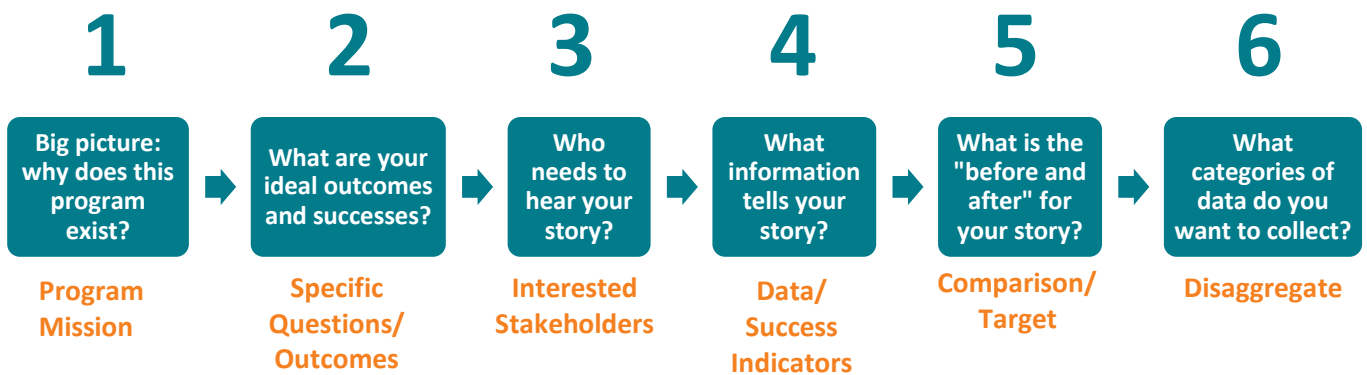 1
2
3
4
5
6
Big picture:
why does this
program
exist?
What are your
ideal outcomes
and successes?
Who
needs to
hear your
story?
What
information
tells your
story?
What is the
"before and
after" for
your story?
What
categories of
data do you
want to collect?
Program
Mission
Specific
Questions/
Outcomes
Interested
Stakeholders
Data/
Success
Indicators
Comparison/
Target
Disaggregate